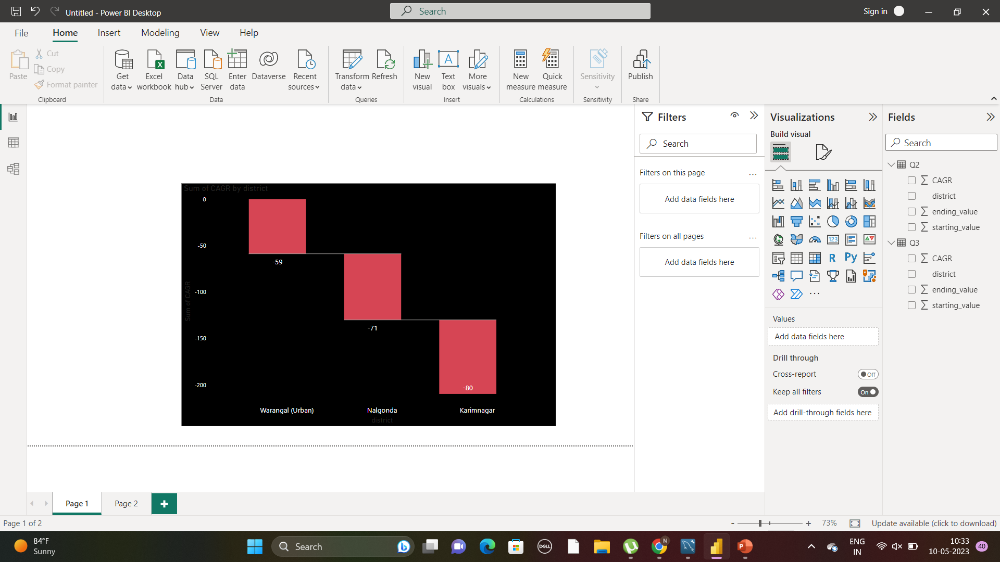 Untitled - Power BI Desktop
Search
Sign in
File Home Insert Modeling View Help
Paste
Cut
Copy
Format painter
Clipboard
Get data
Excel workbook
Data hub
SQL Server
Enter data
Dataverse
Recent sources
Data
Transform data
Refresh
Queries
New visual
Text box
More visuals
Insert
New measure
Quick measure
Calculations
Sensitivity
Sensitivity
Publish
Share
Sum of CAGR by district
Sum of CAGR
0
-50
-100
-150
-200
-59
-71
-80
Warangal (Urban) Nalgonda Karimnagar
district
Filters
Search
Filters on this page ...
Add data fields here
Filters on all pages ...
Add data fields here
Visualizations
Build visual
123
R
Py
...
Values
Add data fields here
Drill through
Cross-report Off
Keep all filters On
Add drill-through fields here
Fields
Search
Q2
CAGR
district
ending_value
starting_value
Q3
CAGR
district
ending_value
starting_value
Page 1 Page 2 +
Page 1 of 2
- + 73%
Update available (click to download)
84°F
Sunny
Search
DELL
N
P
ENG
IN
10:33
10-05-2023
40